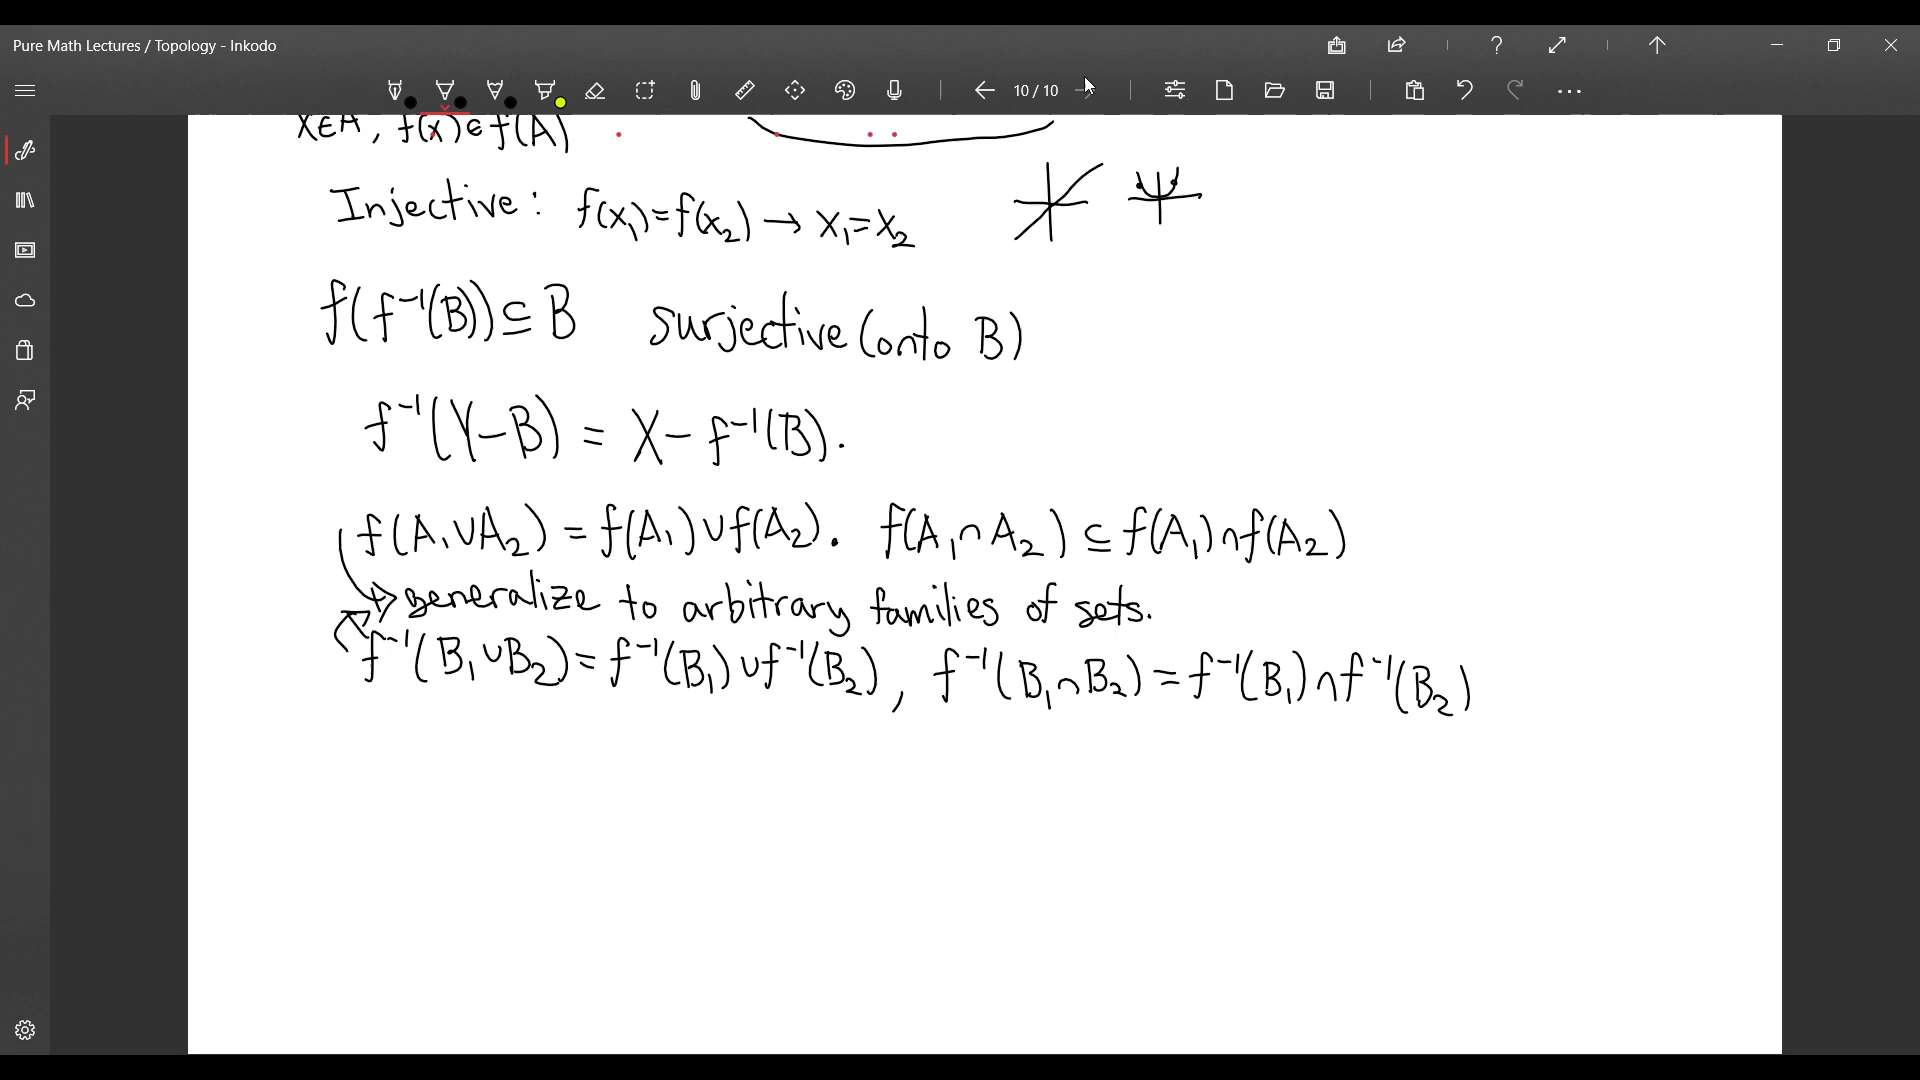 Pure Math Lectures / Topology - Inkodo
10 / 10
x∈A, f(x)∈f(A)
Injective: f(x₁)=f(x₂) → x₁=x₂
f(f⁻¹(B))⊆B surjective (onto B)
f⁻¹(Y-B) = X-f⁻¹(B).
f(A₁∪A₂) = f(A₁)∪f(A₂). f(A₁∩A₂) ⊆ f(A₁)∩f(A₂)
generalize to arbitrary families of sets.
f⁻¹(B₁∪B₂)=f⁻¹(B₁)∪f⁻¹(B₂), f⁻¹(B₁∩B₂)=f⁻¹(B₁)∩f⁻¹(B₂)